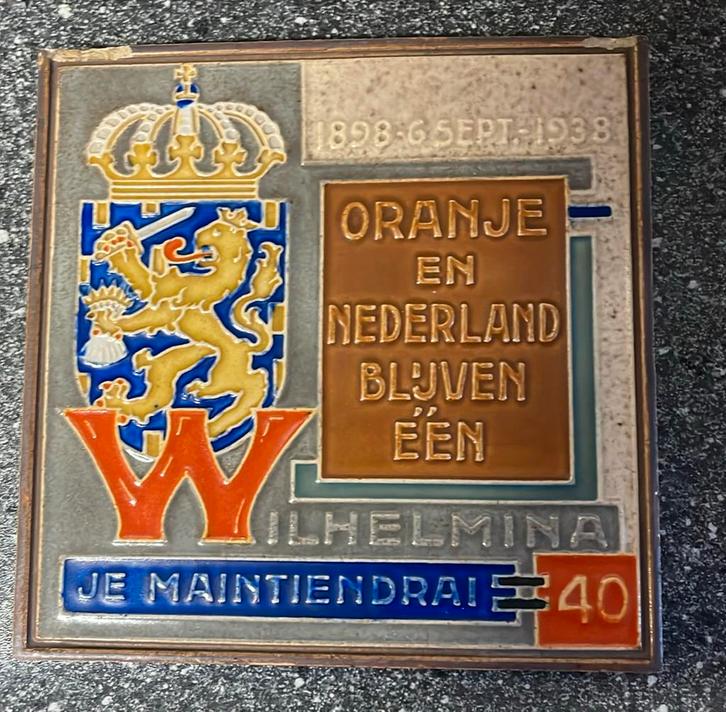 1898-6 SEPT.-1938
ORANJE
EN
NEDERLAND
BLIJVEN
ÉÉN
WILHELMINA
JE MAINTIENDRAI
40